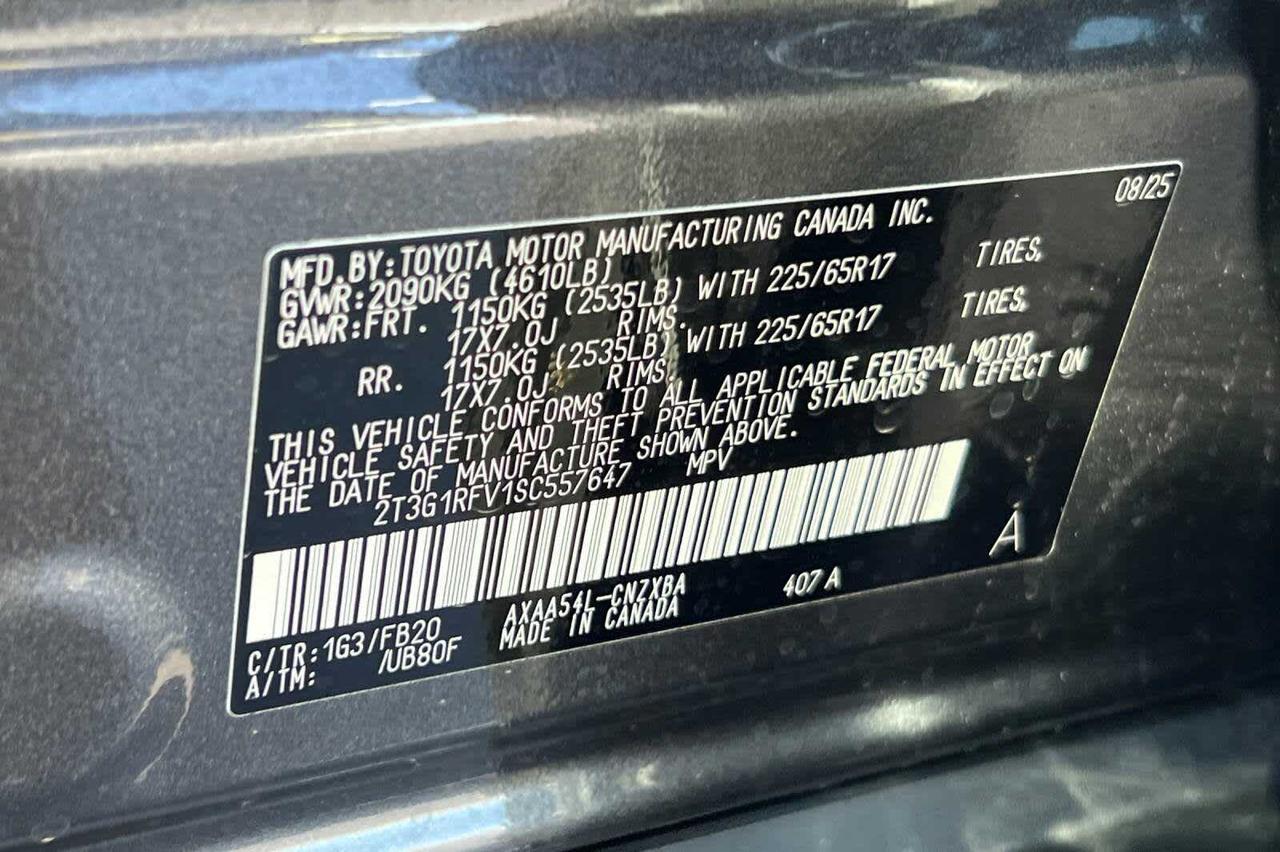 08/25
MFD.BY:TOYOTA MOTOR MANUFACTURING CANADA INC.
GVWR:2090KG (4610LB)
GAWR:FRT. 1150KG (2535LB) WITH 225/65R17 TIRES,
17X7.0J RIMS.
RR. 1150KG (2535LB) WITH 225/65R17 TIRES,
17X7.0J RIMS.
THIS VEHICLE CONFORMS TO ALL APPLICABLE FEDERAL MOTOR
VEHICLE SAFETY AND THEFT PREVENTION STANDARDS IN EFFECT ON
THE DATE OF MANUFACTURE SHOWN ABOVE.
2T3G1RFV1SC557647 MPV
A
C/TR:1G3/FB20 AXAA54L-CNZXBA 407A
A/TM: /UB80F MADE IN CANADA